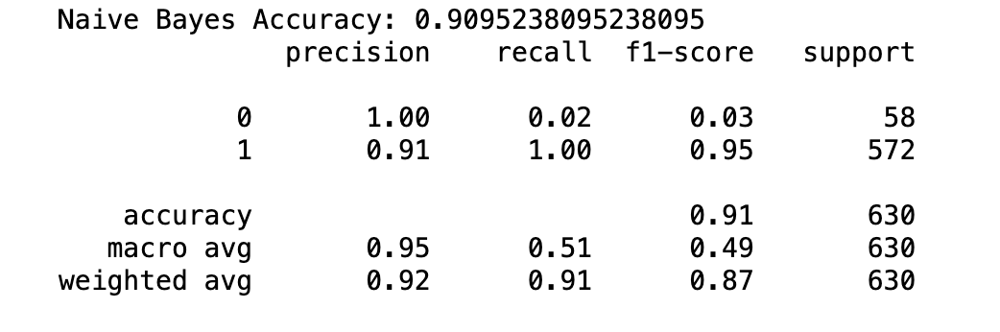 Naive Bayes Accuracy: 0.9095238095238095
precision recall f1-score support
0 1.00 0.02 0.03 58
1 0.91 1.00 0.95 572
accuracy 0.91 630
macro avg 0.95 0.51 0.49 630
weighted avg 0.92 0.91 0.87 630